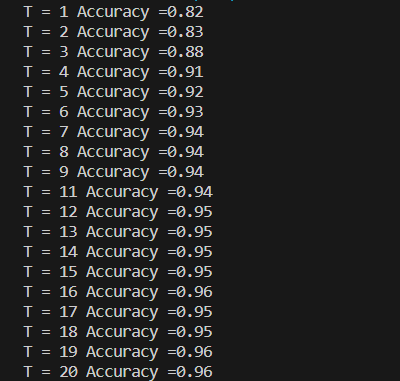 T = 1 Accuracy =0.82
T = 2 Accuracy =0.83
T = 3 Accuracy =0.88
T = 4 Accuracy =0.91
T = 5 Accuracy =0.92
T = 6 Accuracy =0.93
T = 7 Accuracy =0.94
T = 8 Accuracy =0.94
T = 9 Accuracy =0.94
T = 11 Accuracy =0.94
T = 12 Accuracy =0.95
T = 13 Accuracy =0.95
T = 14 Accuracy =0.95
T = 15 Accuracy =0.95
T = 16 Accuracy =0.96
T = 17 Accuracy =0.95
T = 18 Accuracy =0.95
T = 19 Accuracy =0.96
T = 20 Accuracy =0.96